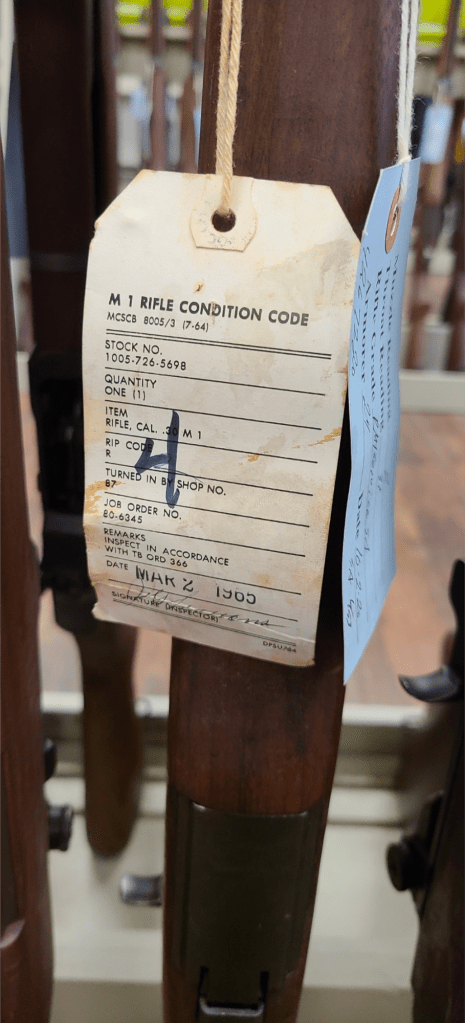 M 1 RIFLE CONDITION CODE
MCSCB 8005/3 (7-64)
STOCK NO.
1005-726-5698
QUANTITY
ONE (1)
ITEM
RIFLE, CAL. .30 M 1
RIP CODE
R
4
TURNED IN BY SHOP NO.
87
JOB ORDER NO.
80-6345
REMARKS
INSPECT IN ACCORDANCE
WITH TB ORD 366
DATE MAR 2 1965
SIGNATURE (INSPECTOR)